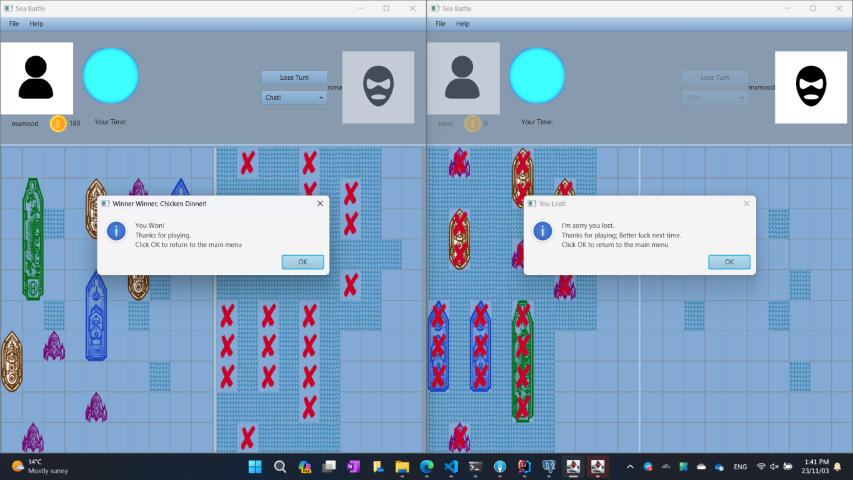 Sea Battle
File Help
Lose Turn
Chat!
nima
mamood
189
Your Time:
Winner Winner, Chicken Dinner!
You Won!
Thanks for playing.
Click OK to return to the main menu
OK
Sea Battle
File Help
Lose Turn
Chat!
mamood
nima
0
Your Time:
You Lost!
I'm sorry you lost.
Thanks for playing; Better luck next time.
Click OK to return to the main menu
OK
14°C
Mostly sunny
ENG
1:41 PM
23/11/03